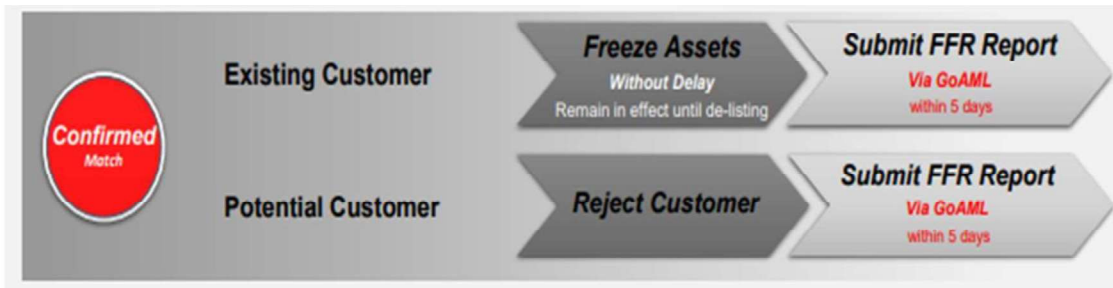 Confirmed
Match
Existing Customer
Freeze Assets
Without Delay
Remain in effect until de-listing
Submit FFR Report
Via GoAML
within 5 days
Potential Customer
Reject Customer
Submit FFR Report
Via GoAML
within 5 days